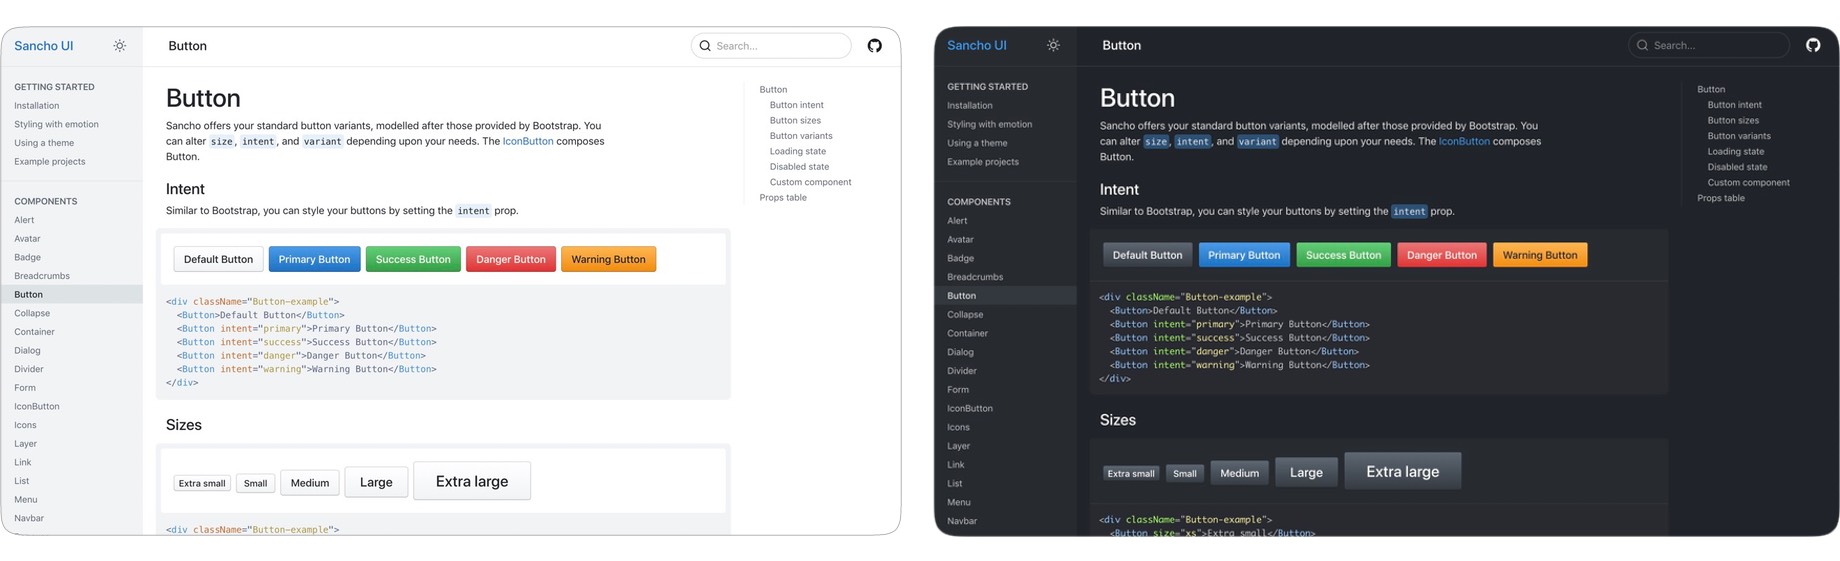 Sancho UI
Button
Search...
GETTING STARTED
Installation
Styling with emotion
Using a theme
Example projects
COMPONENTS
Alert
Avatar
Badge
Breadcrumbs
Button
Collapse
Container
Dialog
Divider
Form
IconButton
Icons
Layer
Link
List
Menu
Navbar
Button
Sancho offers your standard button variants, modelled after those provided by Bootstrap. You
can alter size, intent, and variant depending upon your needs. The IconButton composes
Button.
Intent
Similar to Bootstrap, you can style your buttons by setting the intent prop.
Default Button Primary Button Success Button Danger Button Warning Button
<div className="Button-example">
<Button>Default Button</Button>
<Button intent="primary">Primary Button</Button>
<Button intent="success">Success Button</Button>
<Button intent="danger">Danger Button</Button>
<Button intent="warning">Warning Button</Button>
</div>
Sizes
Extra small Small Medium Large Extra large
<div className="Button-example">
Button
Button intent
Button sizes
Button variants
Loading state
Disabled state
Custom component
Props table
Sancho UI
Button
Search...
GETTING STARTED
Installation
Styling with emotion
Using a theme
Example projects
COMPONENTS
Alert
Avatar
Badge
Breadcrumbs
Button
Collapse
Container
Dialog
Divider
Form
IconButton
Icons
Layer
Link
List
Menu
Navbar
Button
Sancho offers your standard button variants, modelled after those provided by Bootstrap. You
can alter size, intent, and variant depending upon your needs. The IconButton composes
Button.
Intent
Similar to Bootstrap, you can style your buttons by setting the intent prop.
Default Button Primary Button Success Button Danger Button Warning Button
<div className="Button-example">
<Button>Default Button</Button>
<Button intent="primary">Primary Button</Button>
<Button intent="success">Success Button</Button>
<Button intent="danger">Danger Button</Button>
<Button intent="warning">Warning Button</Button>
</div>
Sizes
Extra small Small Medium Large Extra large
<div className="Button-example">
<Button size="xs">Extra small</Button>
Button
Button intent
Button sizes
Button variants
Loading state
Disabled state
Custom component
Props table